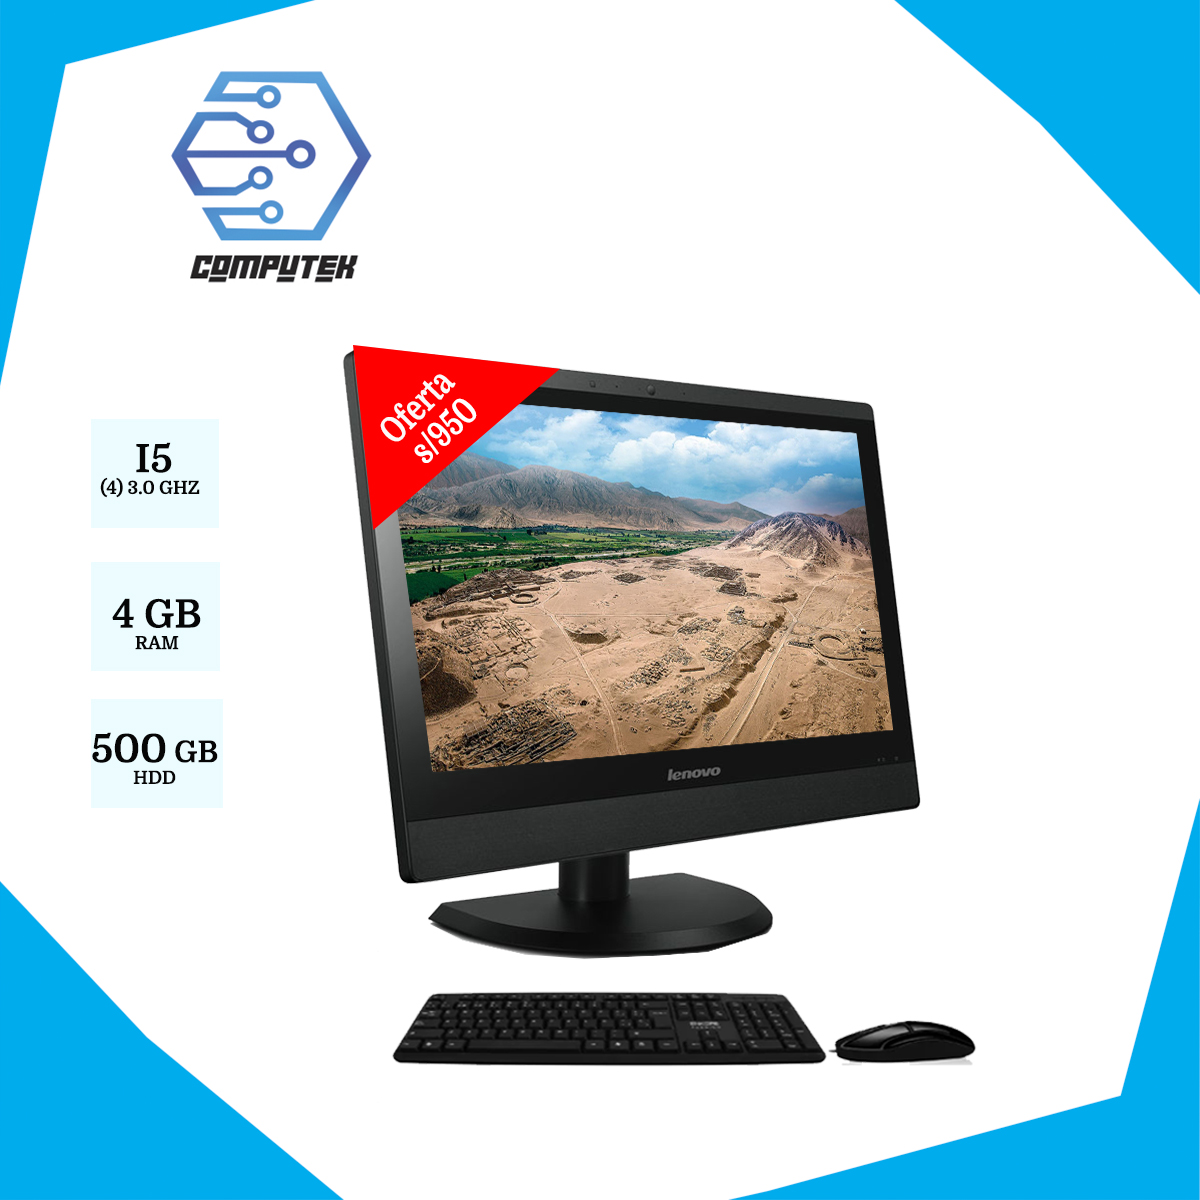 COMPUTEK
Oferta
s/950
I5
(4) 3.0 GHZ
4 GB
RAM
500 GB
HDD
lenovo